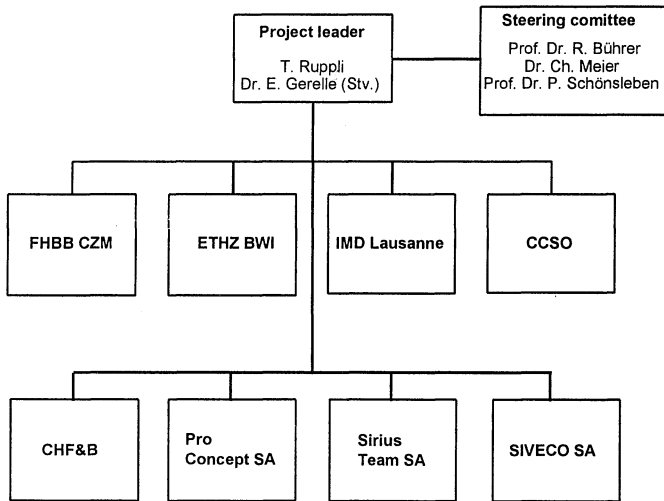 Project leader
T. Ruppli
Dr. E. Gerelle (Stv.)
Steering comittee
Prof. Dr. R. Bührer
Dr. Ch. Meier
Prof. Dr. P. Schönsleben
FHBB CZM
ETHZ BWI
IMD Lausanne
CCSO
CHF&B
Pro
Concept SA
Sirius
Team SA
SIVECO SA